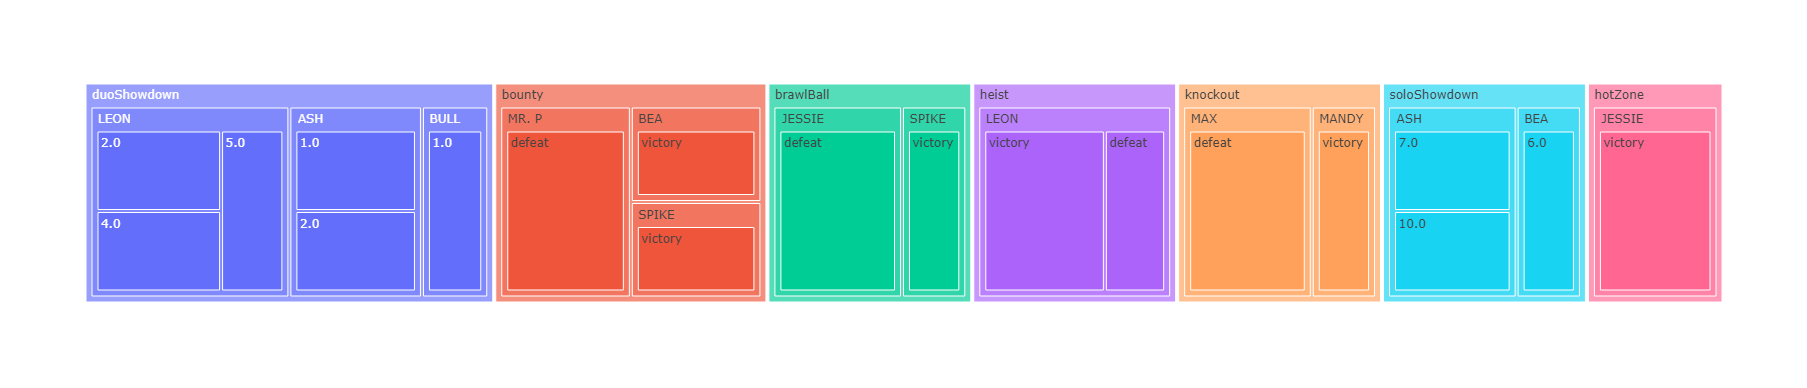 duoShowdown
LEON
2.0
5.0
4.0
ASH
1.0
2.0
BULL
1.0
bounty
MR. P
defeat
BEA
victory
SPIKE
victory
brawlBall
JESSIE
defeat
SPIKE
victory
heist
LEON
victory
defeat
knockout
MAX
defeat
MANDY
victory
soloShowdown
ASH
7.0
10.0
BEA
6.0
hotZone
JESSIE
victory